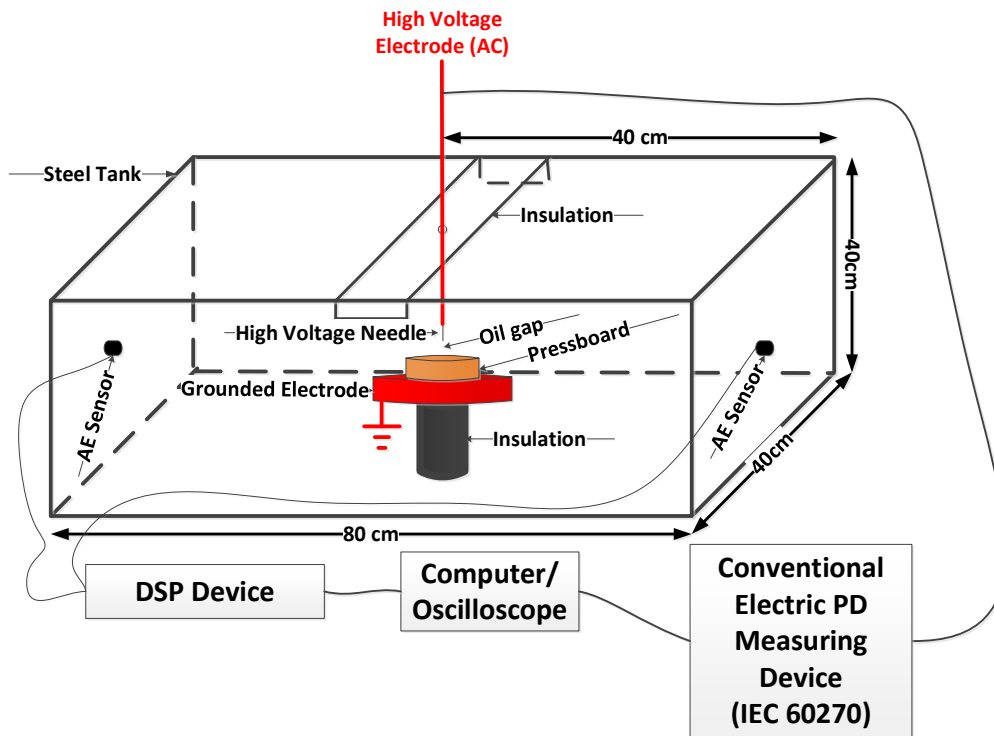 High Voltage
Electrode (AC)
40 cm
Steel Tank
Insulation
40cm
High Voltage Needle
Oil gap
Pressboard
Grounded Electrode
AE Sensor
AE Sensor
Insulation
40cm
80 cm
DSP Device
Computer/
Oscilloscope
Conventional
Electric PD
Measuring
Device
(IEC 60270)